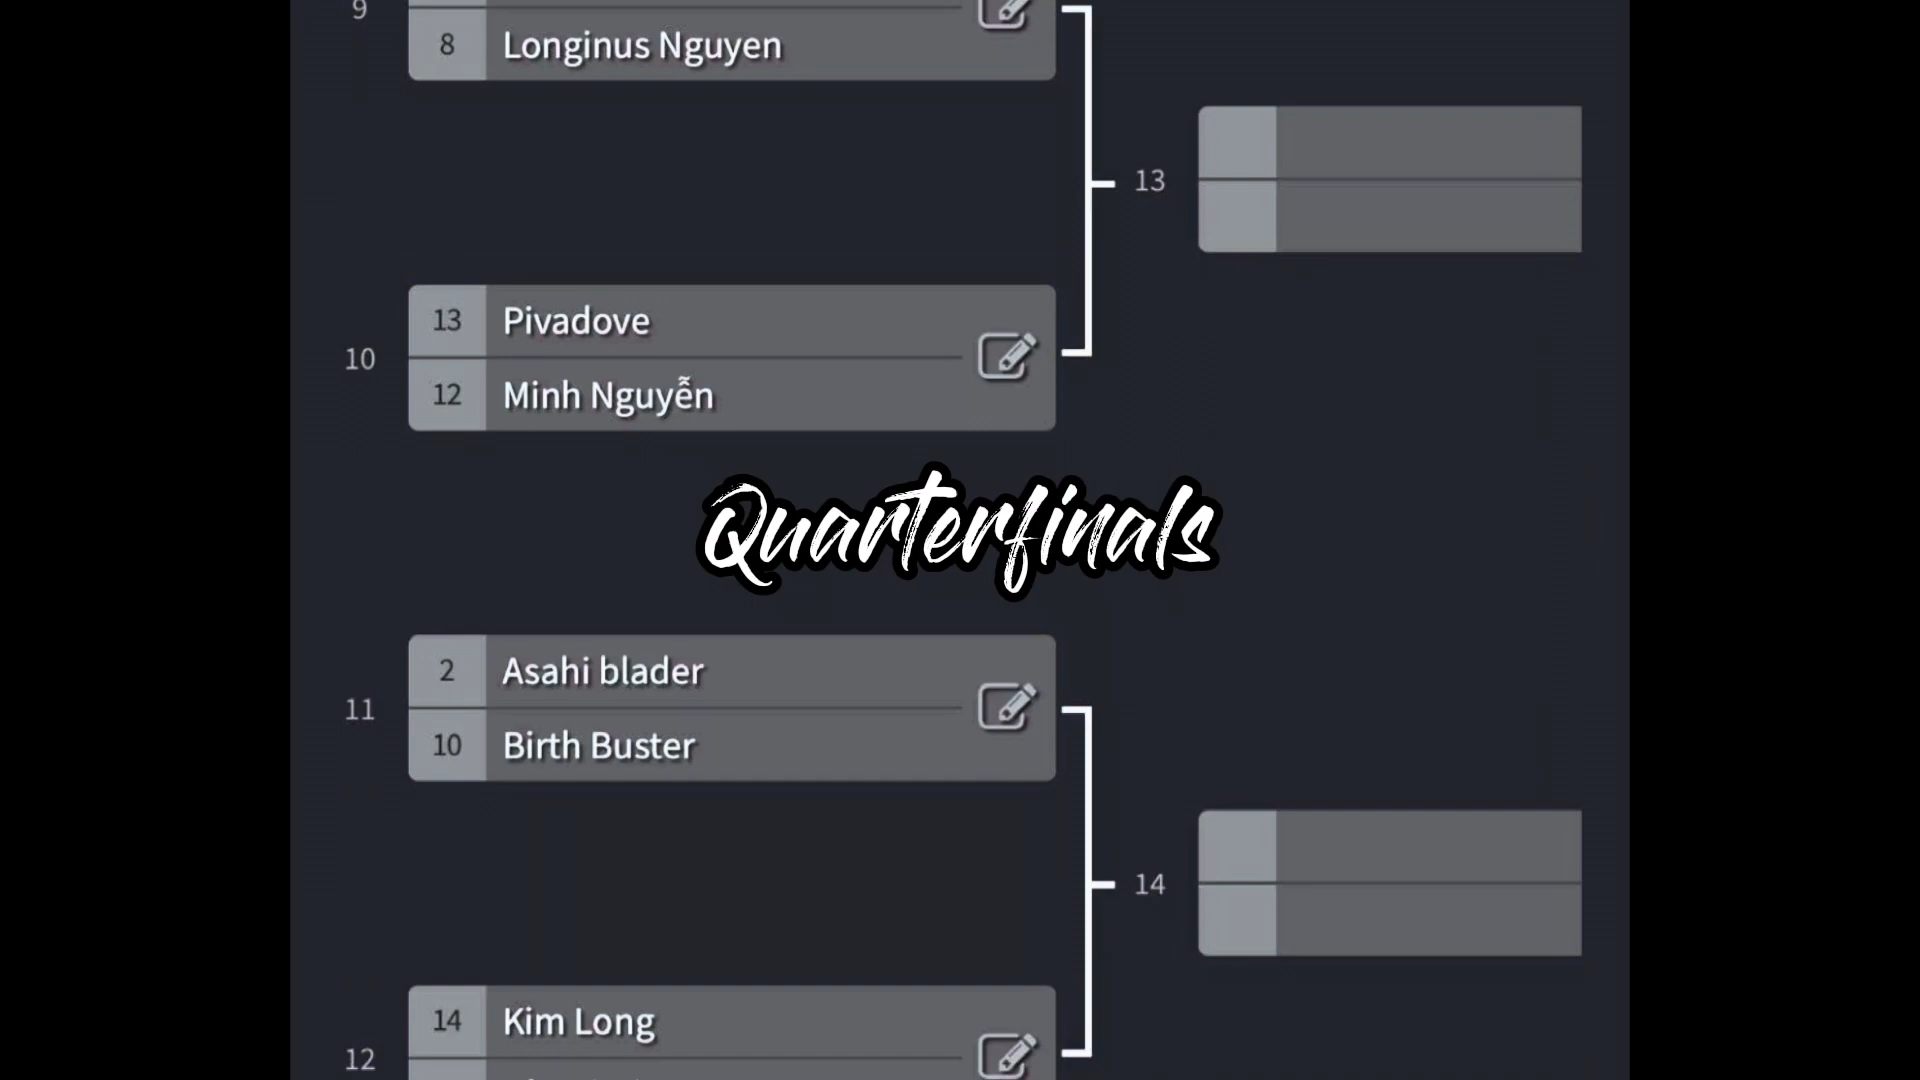 9
8 Longinus Nguyen
13
13 Pivadove
10
12 Minh Nguyễn
Quarterfinals
2 Asahi blader
11
10 Birth Buster
14
14 Kim Long
12